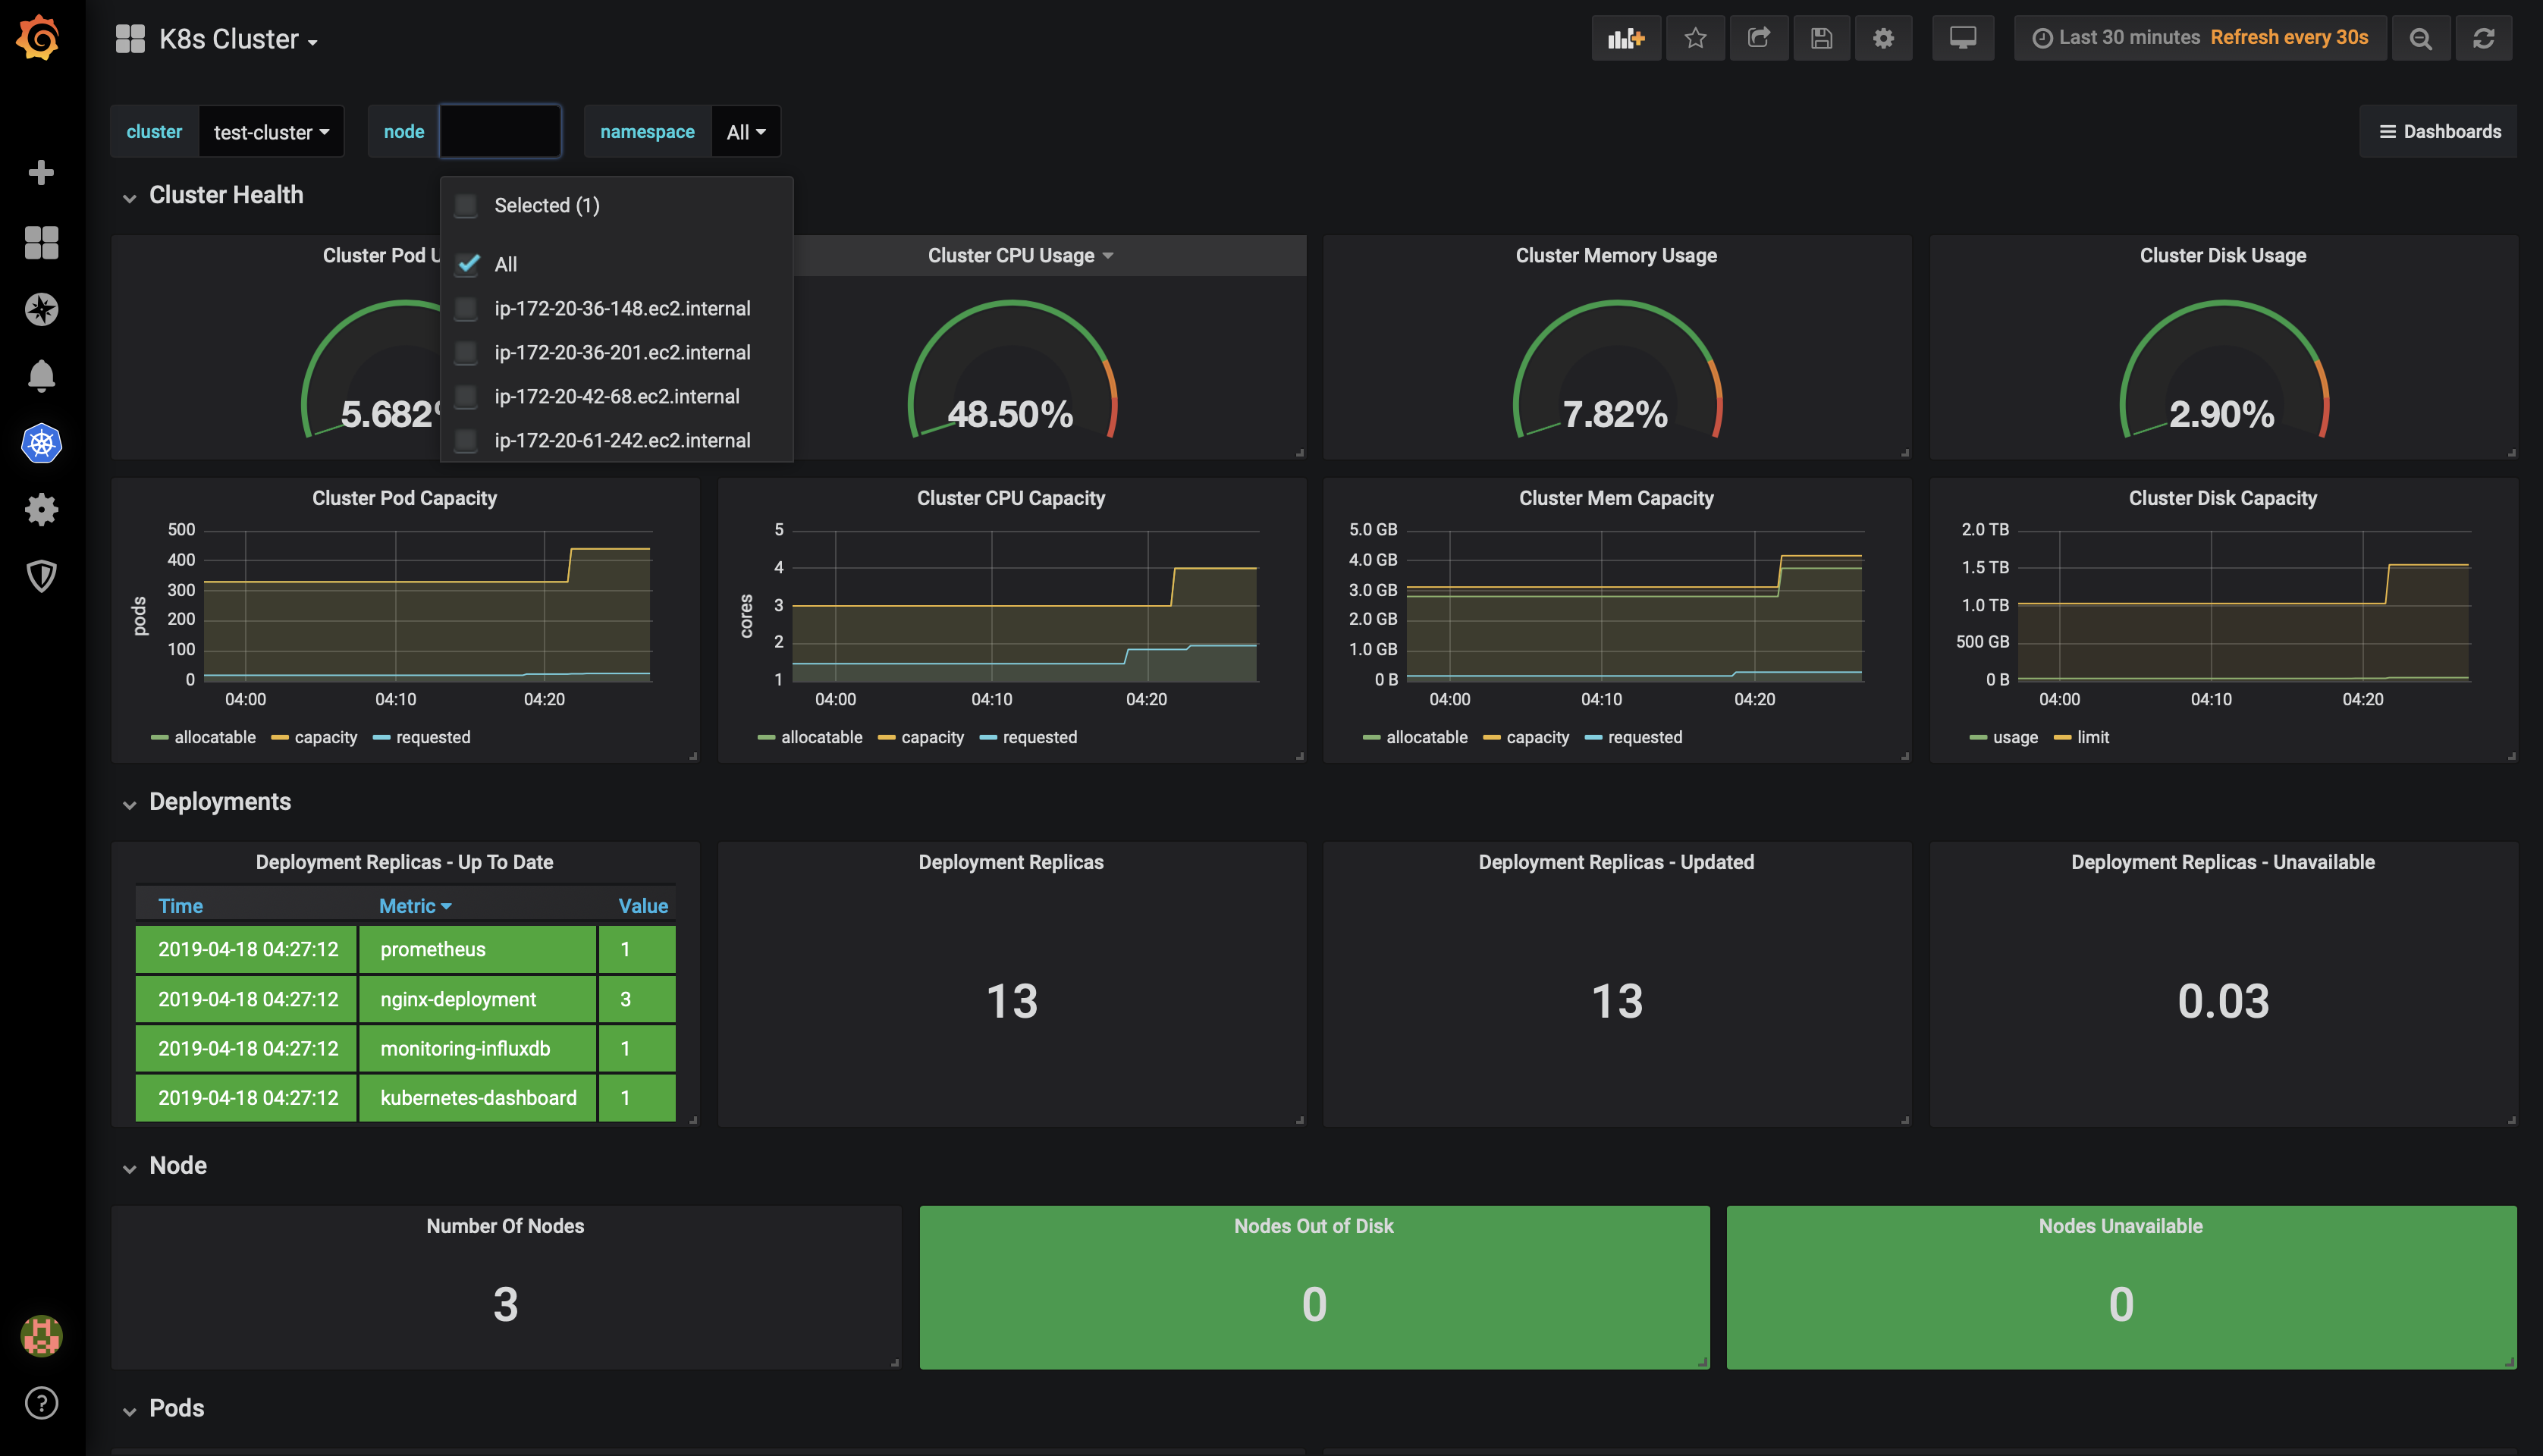 K8s Cluster
Last 30 minutes Refresh every 30s
cluster test-cluster node namespace All
Dashboards
Selected (1)
All
ip-172-20-36-148.ec2.internal
ip-172-20-36-201.ec2.internal
ip-172-20-42-68.ec2.internal
ip-172-20-61-242.ec2.internal
Cluster Health
Cluster Pod U
5.682
Cluster CPU Usage
48.50%
Cluster Memory Usage
7.82%
Cluster Disk Usage
2.90%
Cluster Pod Capacity
pods
500
400
300
200
100
0
04:00 04:10 04:20
allocatable capacity requested
Cluster CPU Capacity
cores
5
4
3
2
1
04:00 04:10 04:20
allocatable capacity requested
Cluster Mem Capacity
5.0 GB
4.0 GB
3.0 GB
2.0 GB
1.0 GB
0 B
04:00 04:10 04:20
allocatable capacity requested
Cluster Disk Capacity
2.0 TB
1.5 TB
1.0 TB
500 GB
0 B
04:00 04:10 04:20
usage limit
Deployments
Deployment Replicas - Up To Date
Time Metric Value
2019-04-18 04:27:12 prometheus 1
2019-04-18 04:27:12 nginx-deployment 3
2019-04-18 04:27:12 monitoring-influxdb 1
2019-04-18 04:27:12 kubernetes-dashboard 1
Deployment Replicas
13
Deployment Replicas - Updated
13
Deployment Replicas - Unavailable
0.03
Node
Number Of Nodes
3
Nodes Out of Disk
0
Nodes Unavailable
0
Pods